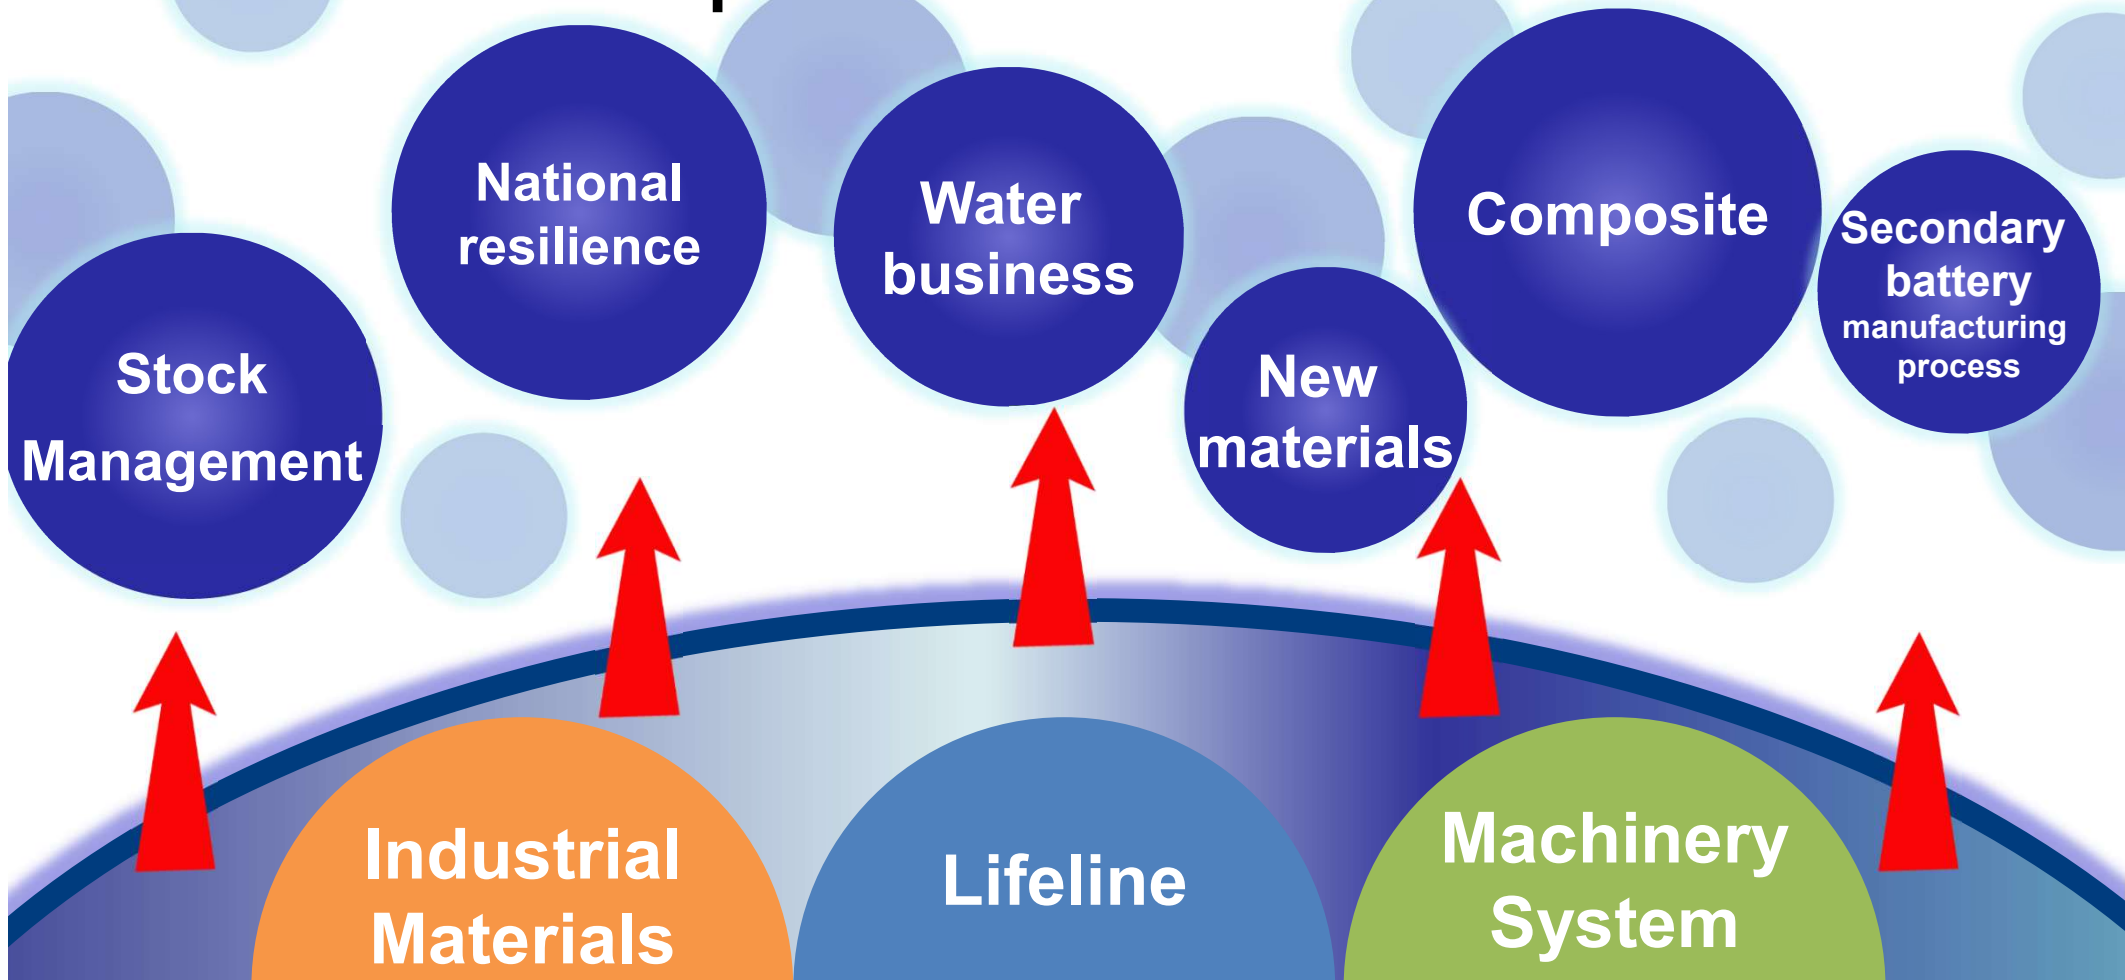 National
resilience
Water
business
Composite
Secondary
battery
manufacturing
process
Stock
Management
New
materials
Industrial
Materials
Lifeline
Machinery
System